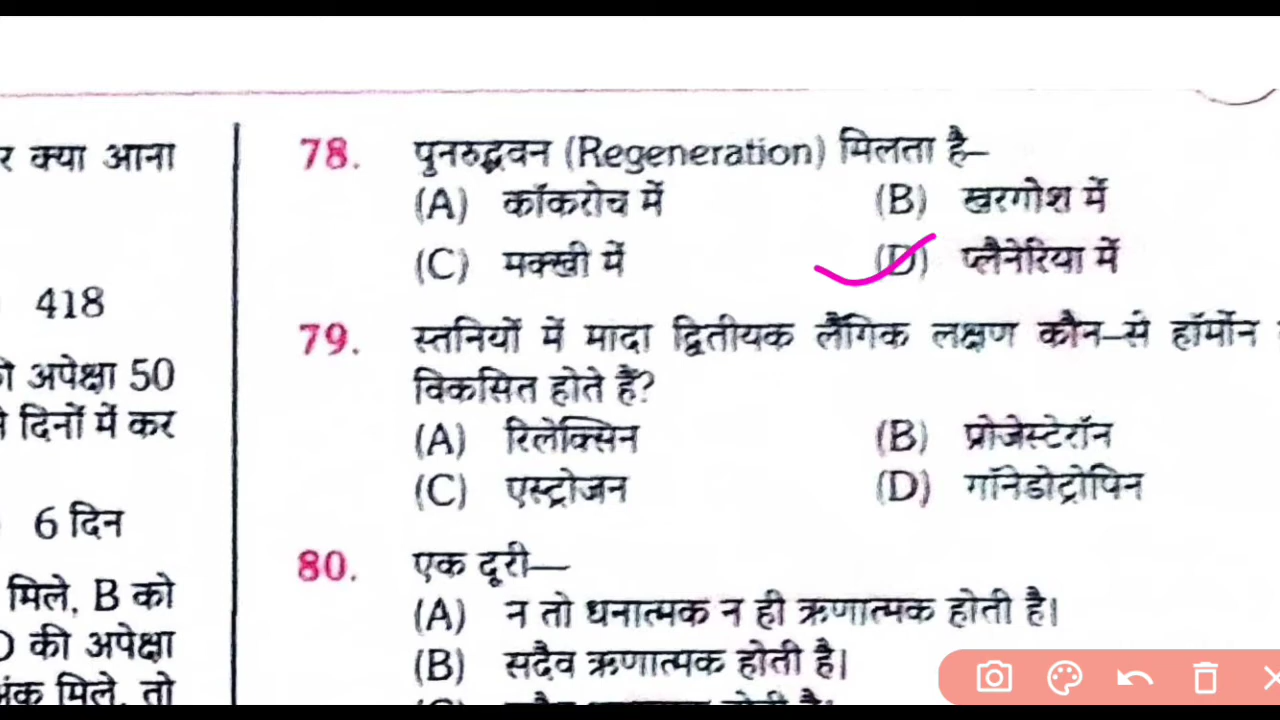 र क्या आना
418
अपेक्षा 50
दिनों में कर
6 दिन
मिले, B को
की अपेक्षा
मिले, तो
78. पुनरुद्भवन (Regeneration) मिलता है–
(A) कॉकरोच में (B) खरगोश में
(C) मक्खी में (D) प्लैनेरिया में
79. स्तनियों में मादा द्वितीयक लैंगिक लक्षण कौन–से हॉर्मोन
विकसित होते हैं?
(A) रिलेक्सिन (B) प्रोजेस्टेरॉन
(C) एस्ट्रोजन (D) गॉनेडोट्रोपिन
80. एक दूरी—
(A) न तो धनात्मक न ही ऋणात्मक होती है।
(B) सदैव ऋणात्मक होती है।